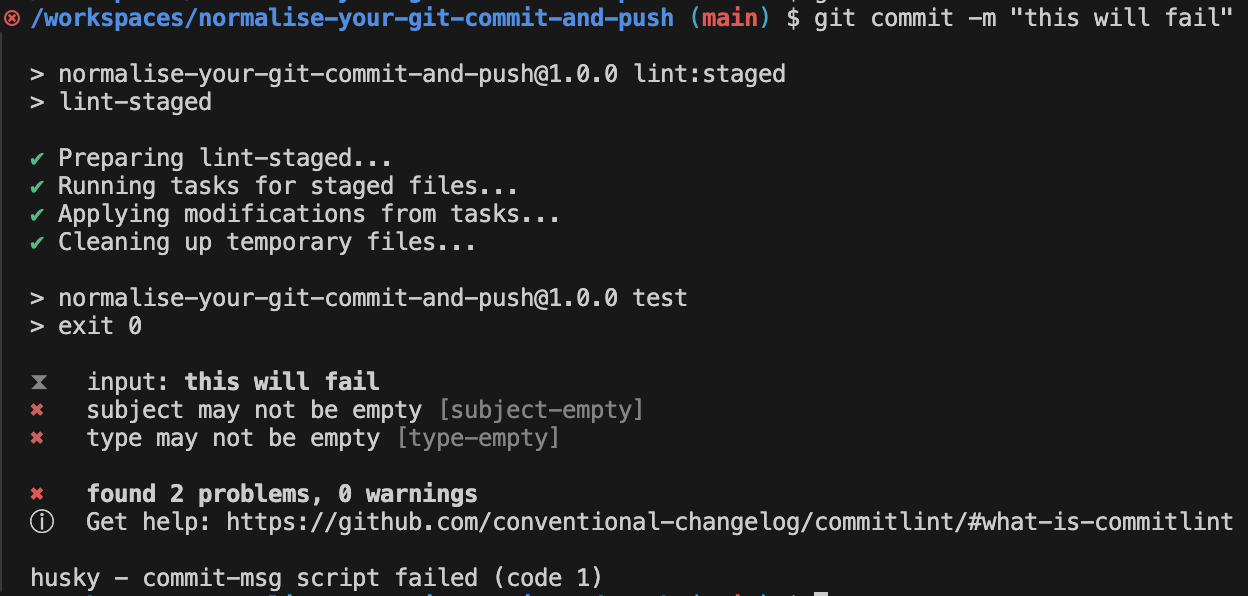 /workspaces/normalise-your-git-commit-and-push (main) $ git commit -m "this will fail"
> normalise-your-git-commit-and-push@1.0.0 lint:staged
> lint-staged
✔ Preparing lint-staged...
✔ Running tasks for staged files...
✔ Applying modifications from tasks...
✔ Cleaning up temporary files...
> normalise-your-git-commit-and-push@1.0.0 test
> exit 0
⧗ input: this will fail
✖ subject may not be empty [subject-empty]
✖ type may not be empty [type-empty]
✖ found 2 problems, 0 warnings
ⓘ Get help: https://github.com/conventional-changelog/commitlint/#what-is-commitlint
husky - commit-msg script failed (code 1)